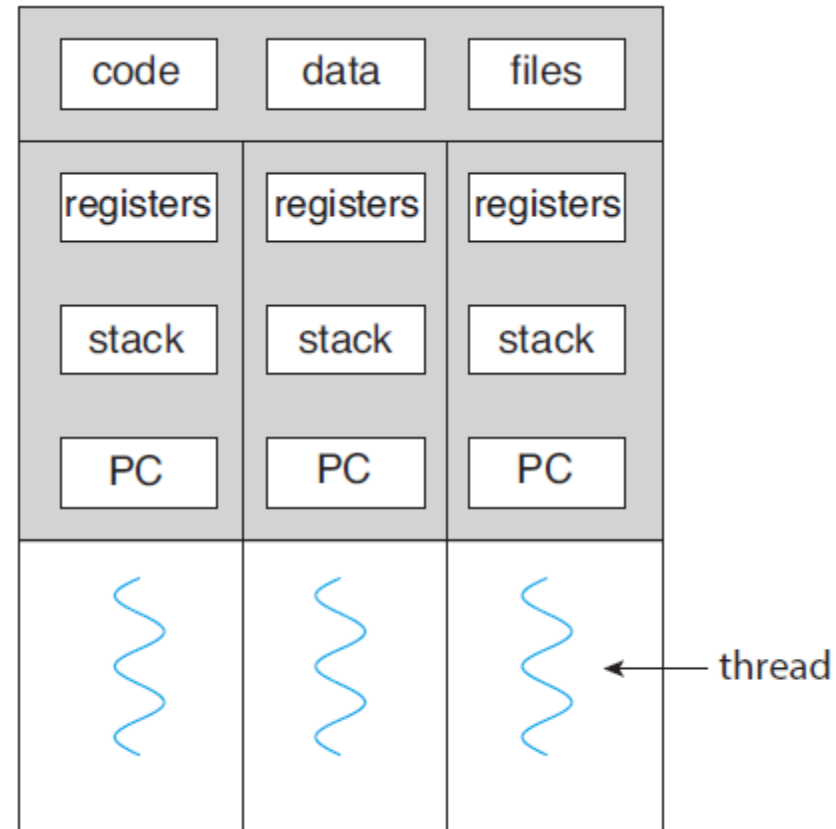 code data files
registers registers registers
stack stack stack
PC PC PC
thread